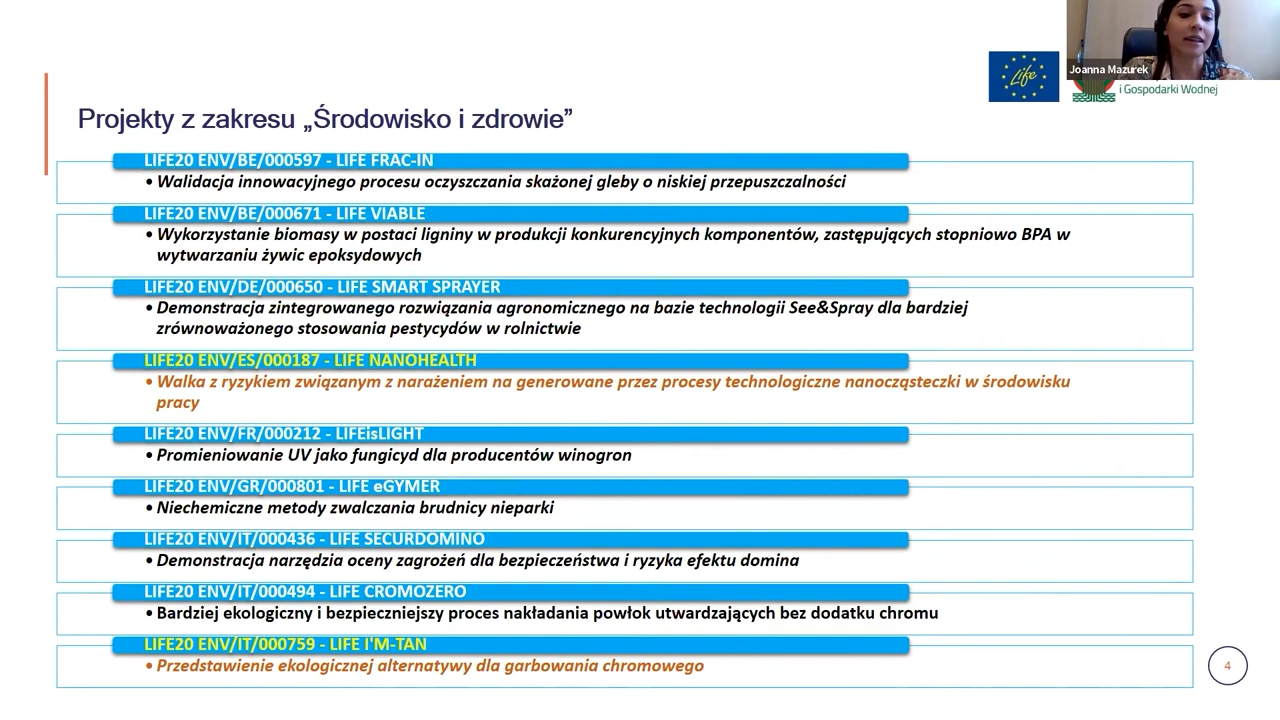 Joanna Mazurek
Life
i Gospodarki Wodnej
Projekty z zakresu „Środowisko i zdrowie”
LIFE20 ENV/BE/000597 - LIFE FRAC-IN
• Walidacja innowacyjnego procesu oczyszczania skażonej gleby o niskiej przepuszczalności
LIFE20 ENV/BE/000671 - LIFE VIABLE
• Wykorzystanie biomasy w postaci ligniny w produkcji konkurencyjnych komponentów, zastępujących stopniowo BPA w
wytwarzaniu żywic epoksydowych
LIFE20 ENV/DE/000650 - LIFE SMART SPRAYER
• Demonstracja zintegrowanego rozwiązania agronomicznego na bazie technologii See&Spray dla bardziej
zrównoważonego stosowania pestycydów w rolnictwie
LIFE20 ENV/ES/000187 - LIFE NANOHEALTH
• Walka z ryzykiem związanym z narażeniem na generowane przez procesy technologiczne nanocząsteczki w środowisku
pracy
LIFE20 ENV/FR/000212 - LIFEisLIGHT
• Promieniowanie UV jako fungicyd dla producentów winogron
LIFE20 ENV/GR/000801 - LIFE eGYMER
• Niechemiczne metody zwalczania brudnicy nieparki
LIFE20 ENV/IT/000436 - LIFE SECURDOMINO
• Demonstracja narzędzia oceny zagrożeń dla bezpieczeństwa i ryzyka efektu domina
LIFE20 ENV/IT/000494 - LIFE CROMOZERO
• Bardziej ekologiczny i bezpieczniejszy proces nakładania powłok utwardzających bez dodatku chromu
LIFE20 ENV/IT/000759 - LIFE I'M-TAN
• Przedstawienie ekologicznej alternatywy dla garbowania chromowego
4